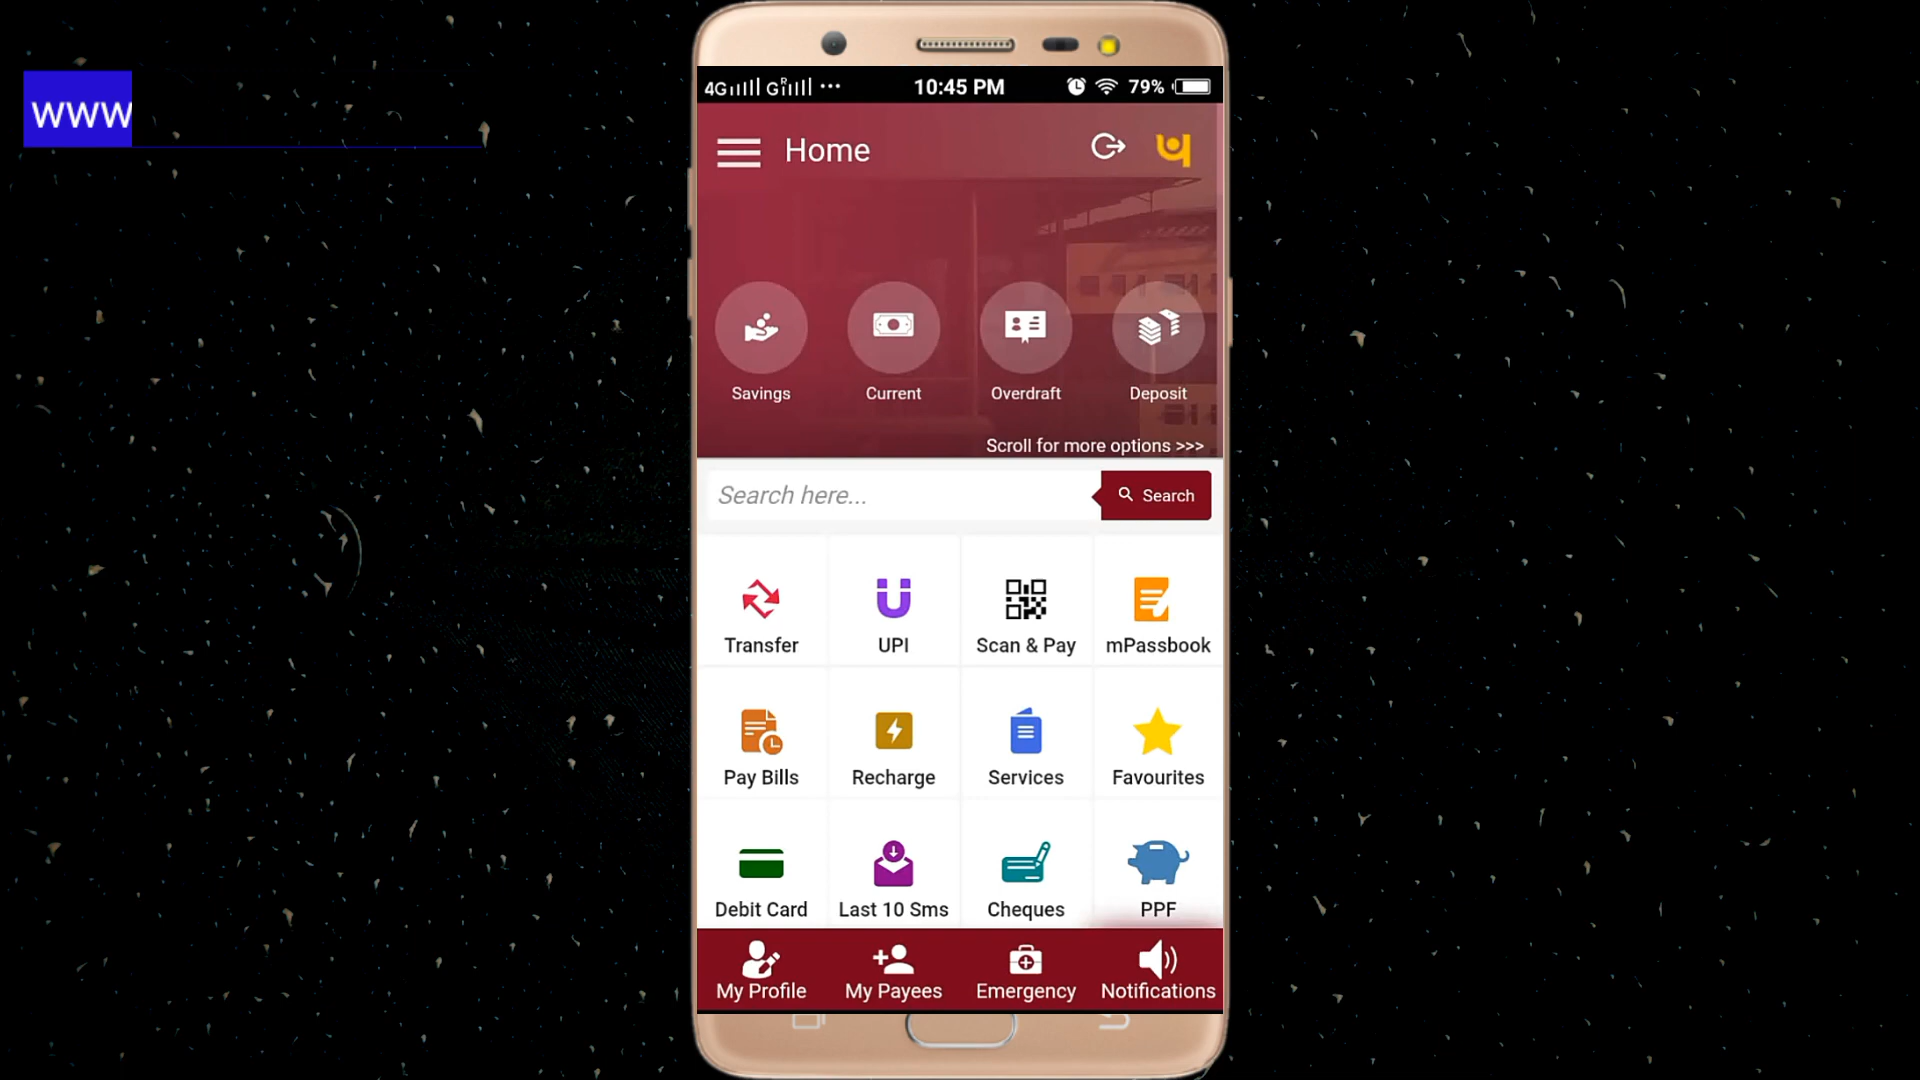 WWW
4G G R ...
10:45 PM
79%
Home
Savings Current Overdraft Deposit
Scroll for more options >>>
Search here... Search
Transfer UPI Scan & Pay mPassbook
Pay Bills Recharge Services Favourites
Debit Card Last 10 Sms Cheques PPF
My Profile My Payees Emergency Notifications